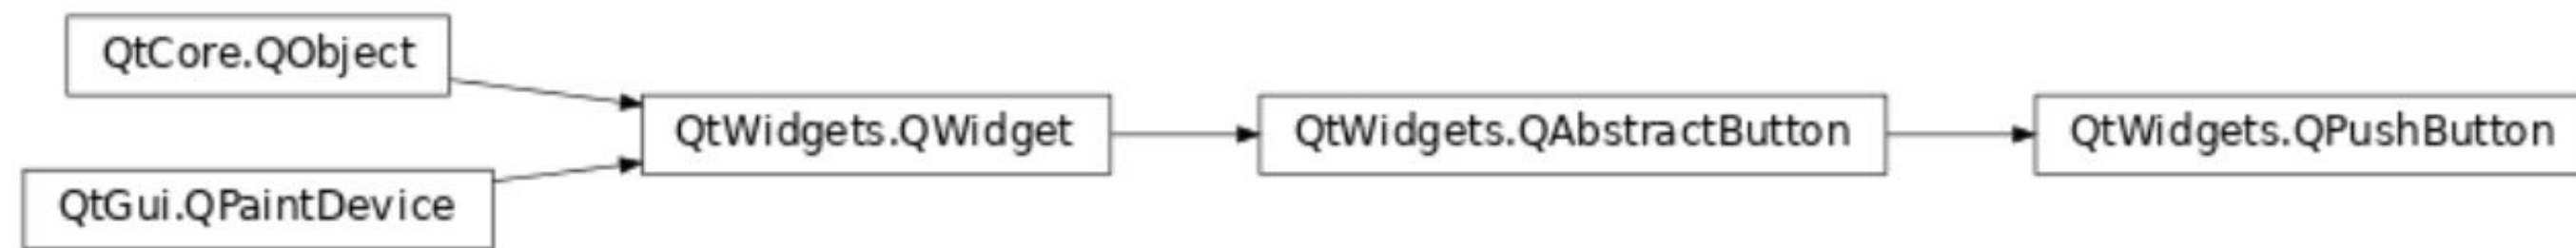 QtCore.QObject
QtWidgets.QWidget
QtWidgets.QAbstractButton
QtWidgets.QPushButton
QtGui.QPaintDevice